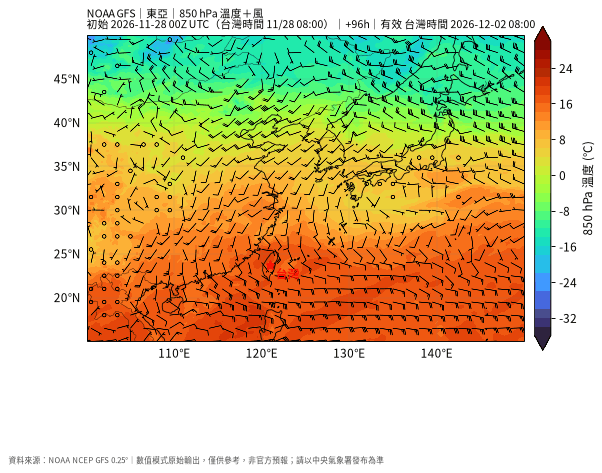 NOAA GFS｜東亞｜850 hPa 溫度＋風
初始 2026-11-28 00Z UTC（台灣時間 11/28 08:00）｜+96h｜有效 台灣時間 2026-12-02 08:00
45°N
40°N
35°N
30°N
25°N
20°N
110°E
120°E
130°E
140°E
24
16
8
0
-8
-16
-24
-32
850 hPa 溫度 (°C)
台灣
資料來源：NOAA NCEP GFS 0.25°｜數值模式原始輸出，僅供參考，非官方預報；請以中央氣象署發布為準